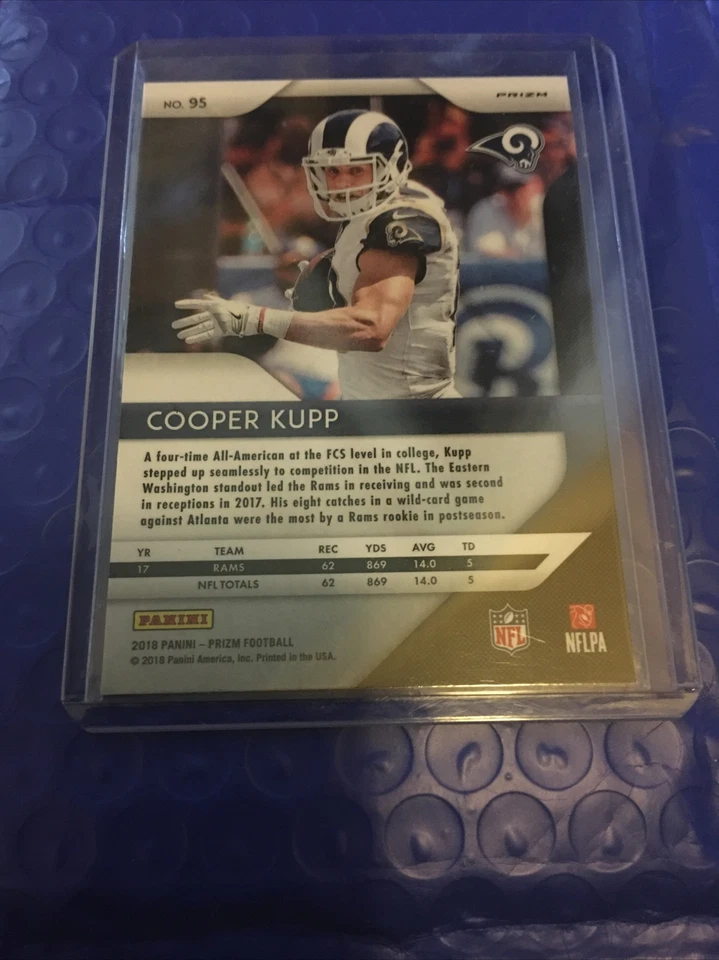 NO. 95
PRIZM
COOPER KUPP
A four-time All-American at the FCS level in college, Kupp
stepped up seamlessly to competition in the NFL. The Eastern
Washington standout led the Rams in receiving and was second
in receptions in 2017. His eight catches in a wild-card game
against Atlanta were the most by a Rams rookie in postseason.
YR TEAM REC YDS AVG TD
17 RAMS 62 869 14.0 5
NFL TOTALS 62 869 14.0 5
PANINI
2018 PANINI – PRIZM FOOTBALL
© 2018 Panini America, Inc. Printed in the USA.
NFL
NFLPA